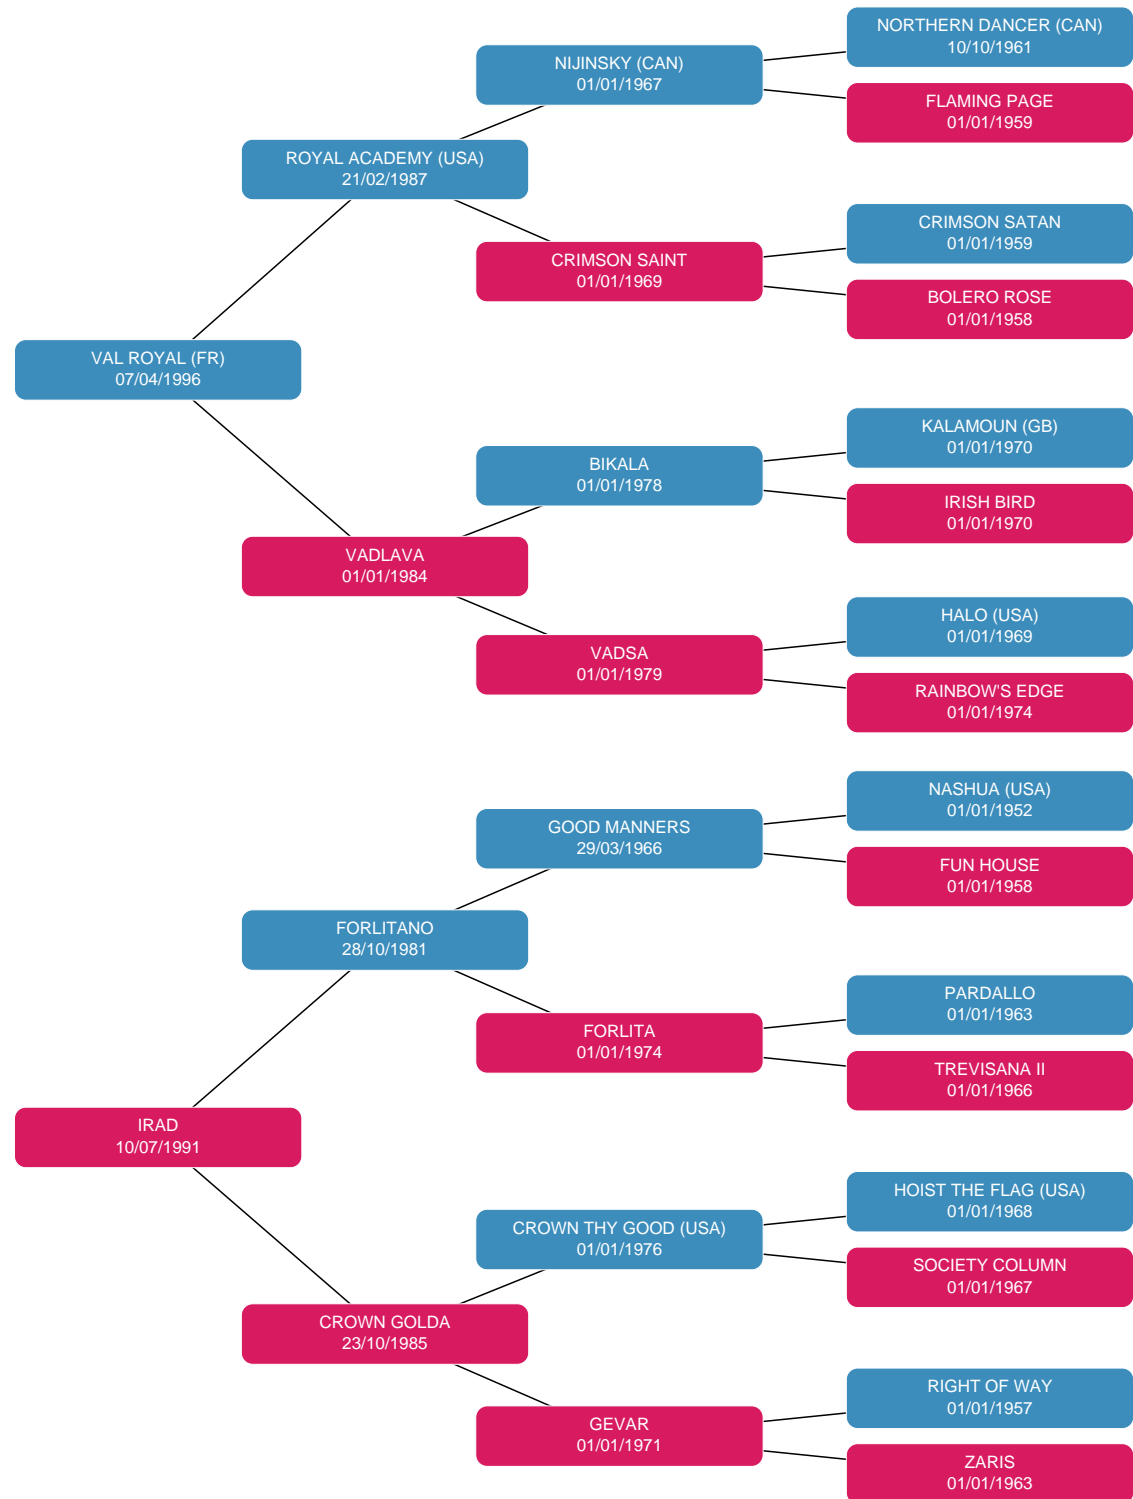 NORTHERN DANCER (CAN)
10/10/1961
NIJINSKY (CAN)
01/01/1967
FLAMING PAGE
01/01/1959
ROYAL ACADEMY (USA)
21/02/1987
CRIMSON SATAN
01/01/1959
CRIMSON SAINT
01/01/1969
BOLERO ROSE
01/01/1958
VAL ROYAL (FR)
07/04/1996
KALAMOUN (GB)
01/01/1970
BIKALA
01/01/1978
IRISH BIRD
01/01/1970
VADLAVA
01/01/1984
HALO (USA)
01/01/1969
VADSA
01/01/1979
RAINBOW'S EDGE
01/01/1974
NASHUA (USA)
01/01/1952
GOOD MANNERS
29/03/1966
FUN HOUSE
01/01/1958
FORLITANO
28/10/1981
PARDALLO
01/01/1963
FORLITA
01/01/1974
TREVISANA II
01/01/1966
IRAD
10/07/1991
HOIST THE FLAG (USA)
01/01/1968
CROWN THY GOOD (USA)
01/01/1976
SOCIETY COLUMN
01/01/1967
CROWN GOLDA
23/10/1985
RIGHT OF WAY
01/01/1957
GEVAR
01/01/1971
ZARIS
01/01/1963